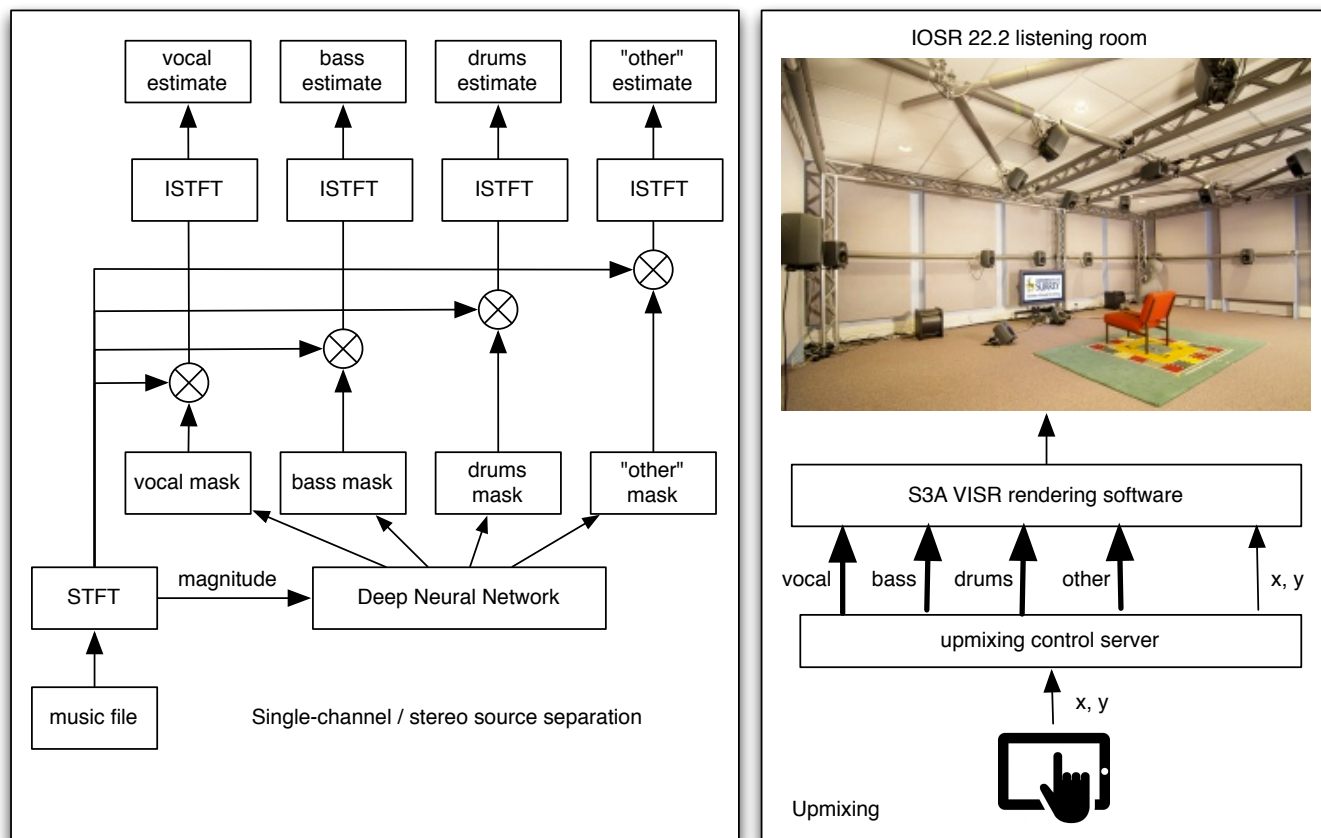 vocal
estimate
bass
estimate
drums
estimate
"other"
estimate
ISTFT
ISTFT
ISTFT
ISTFT
vocal mask
bass mask
drums
mask
"other"
mask
STFT
magnitude
Deep Neural Network
music file
Single-channel / stereo source separation
IOSR 22.2 listening room
SURREY
S3A VISR rendering software
vocal
bass
drums
other
x, y
upmixing control server
x, y
Upmixing